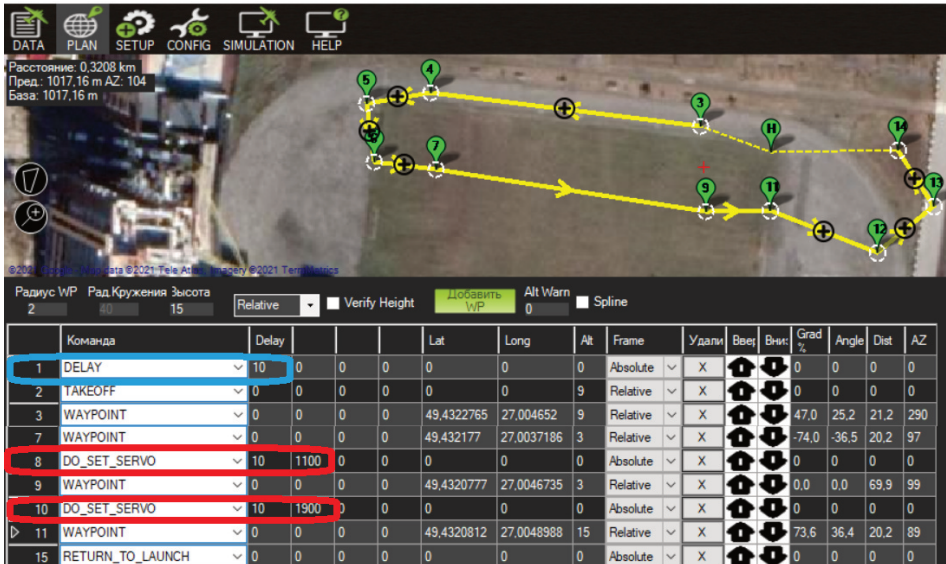 DATA PLAN SETUP CONFIG SIMULATION HELP
Расстояние: 0,3208 km
Пред.: 1017,16 m AZ: 104
База: 1017,16 m
5 4 3 H 14
7 9 11 13
12
Радиус WP Рад.Кружения Высота Alt Warn
2 40 15 Relative Verify Height Добавить WP 0 Spline
Команда Delay Lat Long Alt Frame Удали Ввер Вни: Grad % Angle Dist AZ
1 DELAY 10 0 0 0 0 0 0 Absolute X 0 0 0 0
2 TAKEOFF 0 0 0 0 0 0 9 Relative X 0 0 0 0
3 WAYPOINT 0 0 0 0 49,4322765 27,004652 9 Relative X 47,0 25,2 21,2 290
7 WAYPOINT 0 0 0 0 49,432177 27,0037186 3 Relative X -74,0 -36,5 20,2 97
8 DO_SET_SERVO 10 1100 0 0 0 0 0 Absolute X 0 0 0 0
9 WAYPOINT 0 0 0 0 49,4320777 27,0046735 3 Relative X 0,0 0,0 69,9 99
10 DO_SET_SERVO 10 1900 0 0 0 0 0 Absolute X 0 0 0 0
11 WAYPOINT 0 0 0 0 49,4320812 27,0048988 15 Relative X 73,6 36,4 20,2 89
15 RETURN_TO_LAUNCH 0 0 0 0 0 0 0 Absolute X 0 0 0 0